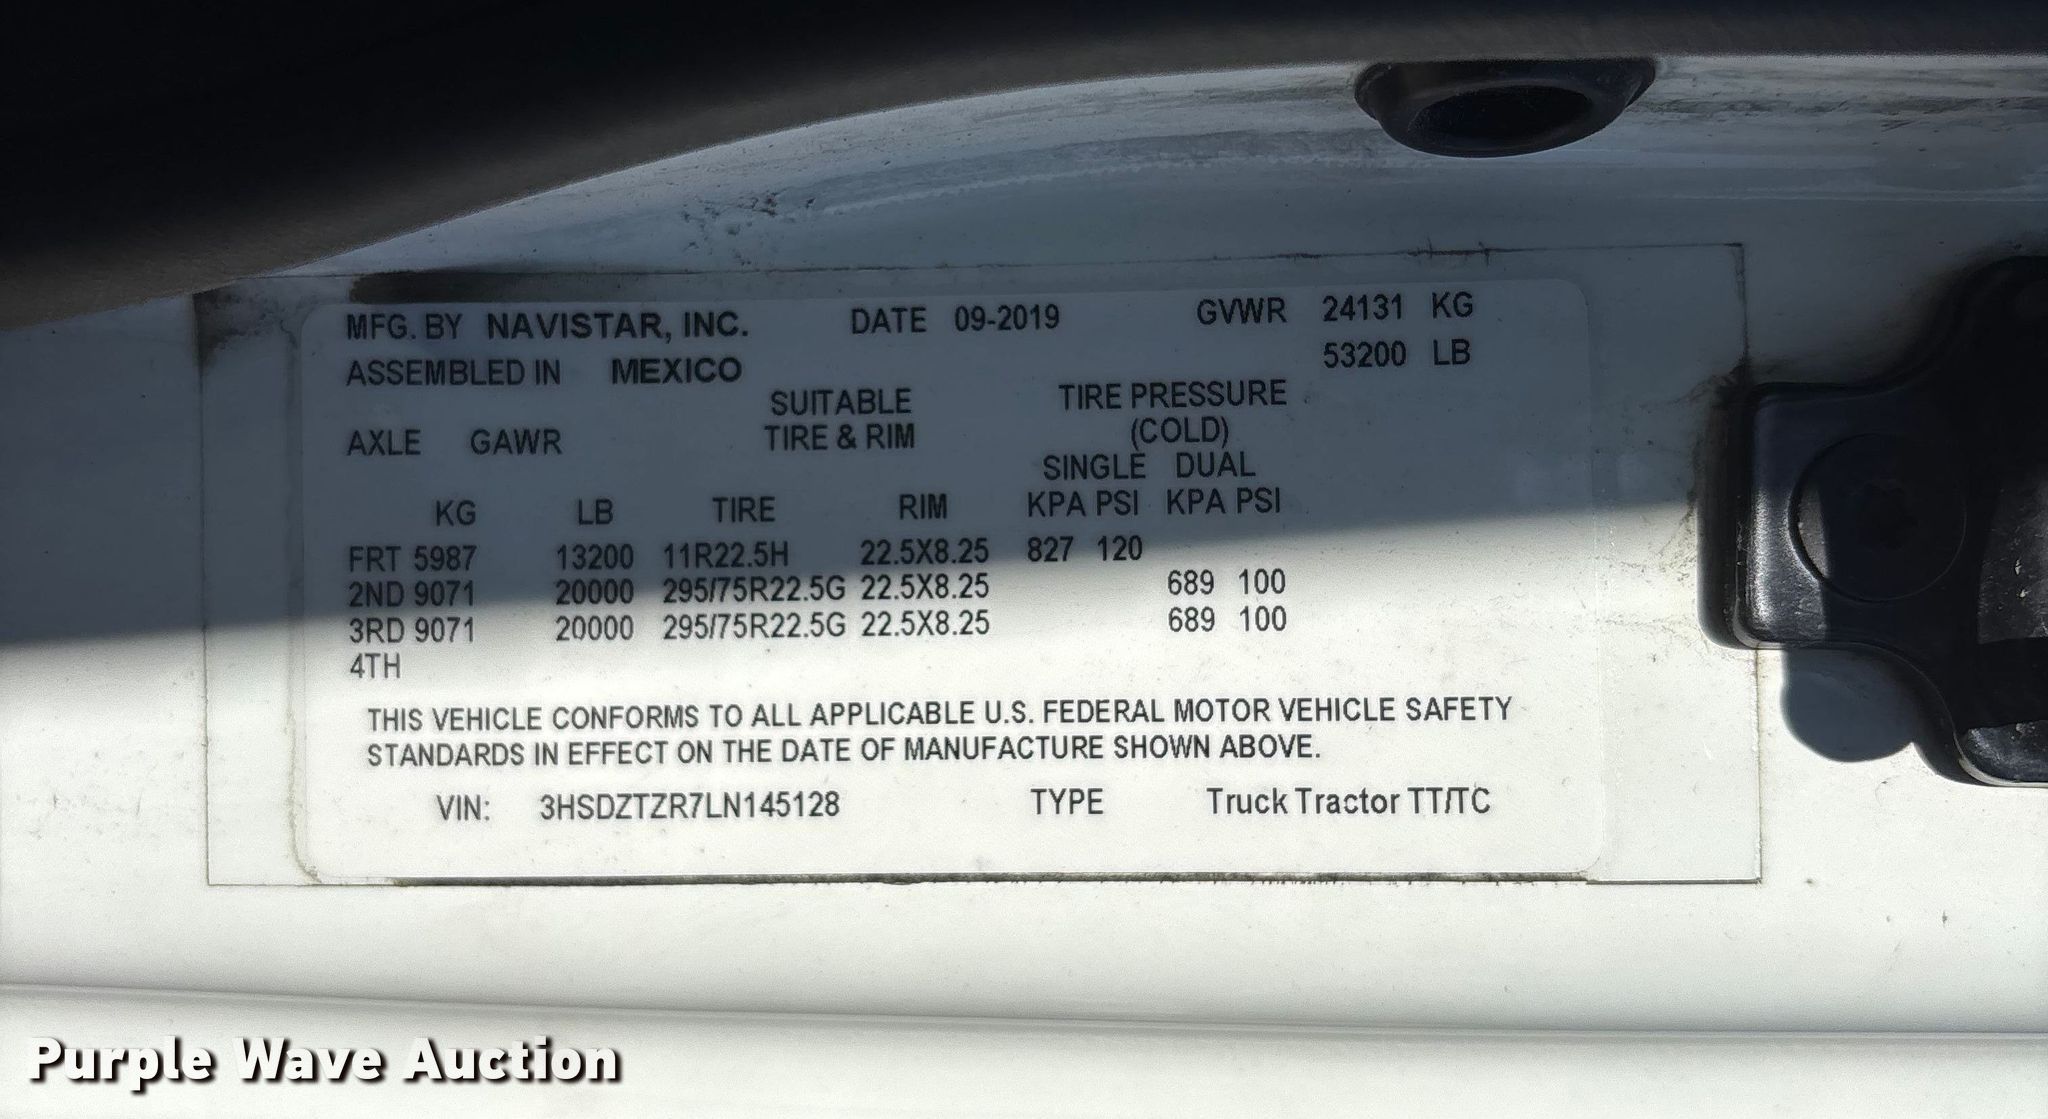 MFG. BY NAVISTAR, INC. DATE 09-2019 GVWR 24131 KG
53200 LB
ASSEMBLED IN MEXICO
SUITABLE TIRE PRESSURE
AXLE GAWR TIRE & RIM (COLD)
SINGLE DUAL
KG LB TIRE RIM KPA PSI KPA PSI
FRT 5987 13200 11R22.5H 22.5X8.25 827 120
2ND 9071 20000 295/75R22.5G 22.5X8.25 689 100
3RD 9071 20000 295/75R22.5G 22.5X8.25 689 100
4TH
THIS VEHICLE CONFORMS TO ALL APPLICABLE U.S. FEDERAL MOTOR VEHICLE SAFETY
STANDARDS IN EFFECT ON THE DATE OF MANUFACTURE SHOWN ABOVE.
VIN: 3HSDZTZR7LN145128 TYPE Truck Tractor TT/TC
Purple Wave Auction